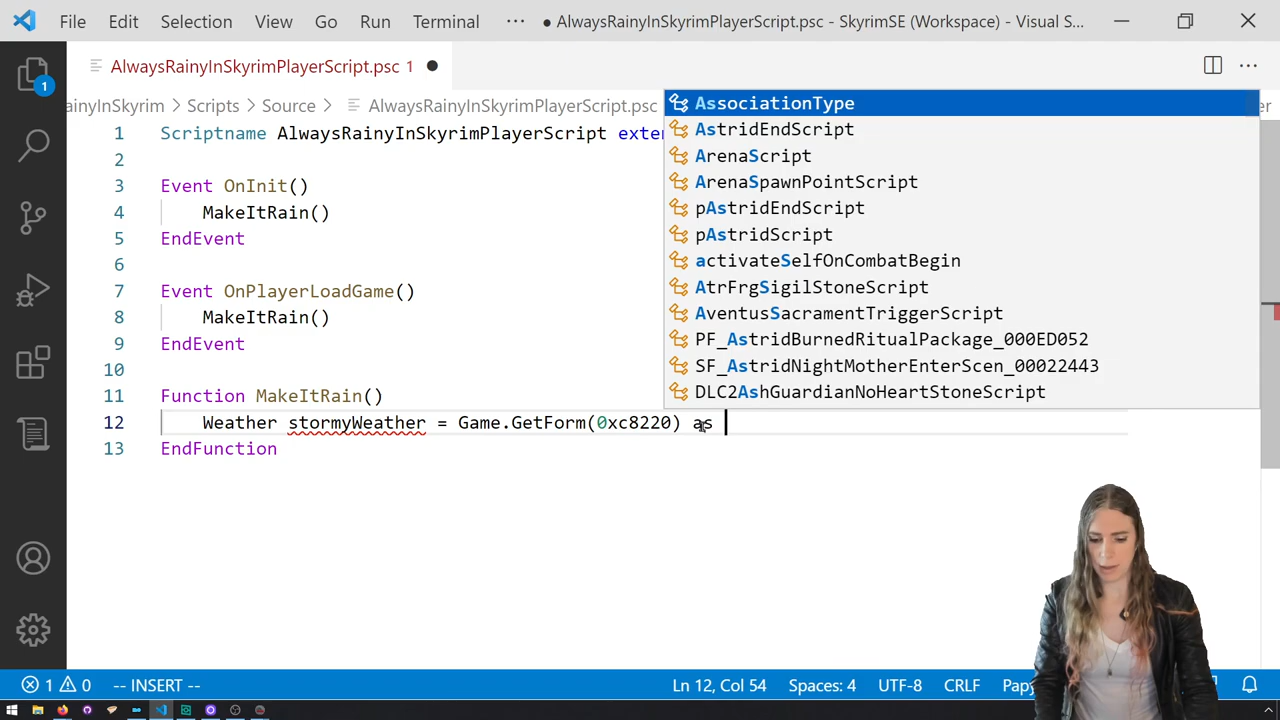 File Edit Selection View Go Run Terminal ··· ● AlwaysRainyInSkyrimPlayerScript.psc - SkyrimSE (Workspace) - Visual S...
1
AlwaysRainyInSkyrimPlayerScript.psc 1 ●
ainyInSkyrim > Scripts > Source > AlwaysRainyInSkyrimPlayerScript.psc
1 Scriptname AlwaysRainyInSkyrimPlayerScript exten
2
3 Event OnInit()
4 MakeItRain()
5 EndEvent
6
7 Event OnPlayerLoadGame()
8 MakeItRain()
9 EndEvent
10
11 Function MakeItRain()
12 Weather stormyWeather = Game.GetForm(0xc8220) as
13 EndFunction
AssociationType
AstridEndScript
ArenaScript
ArenaSpawnPointScript
pAstridEndScript
pAstridScript
activateSelfOnCombatBegin
AtrFrgSigilStoneScript
AventusSacramentTriggerScript
PF_AstridBurnedRitualPackage_000ED052
SF_AstridNightMotherEnterScen_00022443
DLC2AshGuardianNoHeartStoneScript
1 0 -- INSERT -- Ln 12, Col 54 Spaces: 4 UTF-8 CRLF Pap